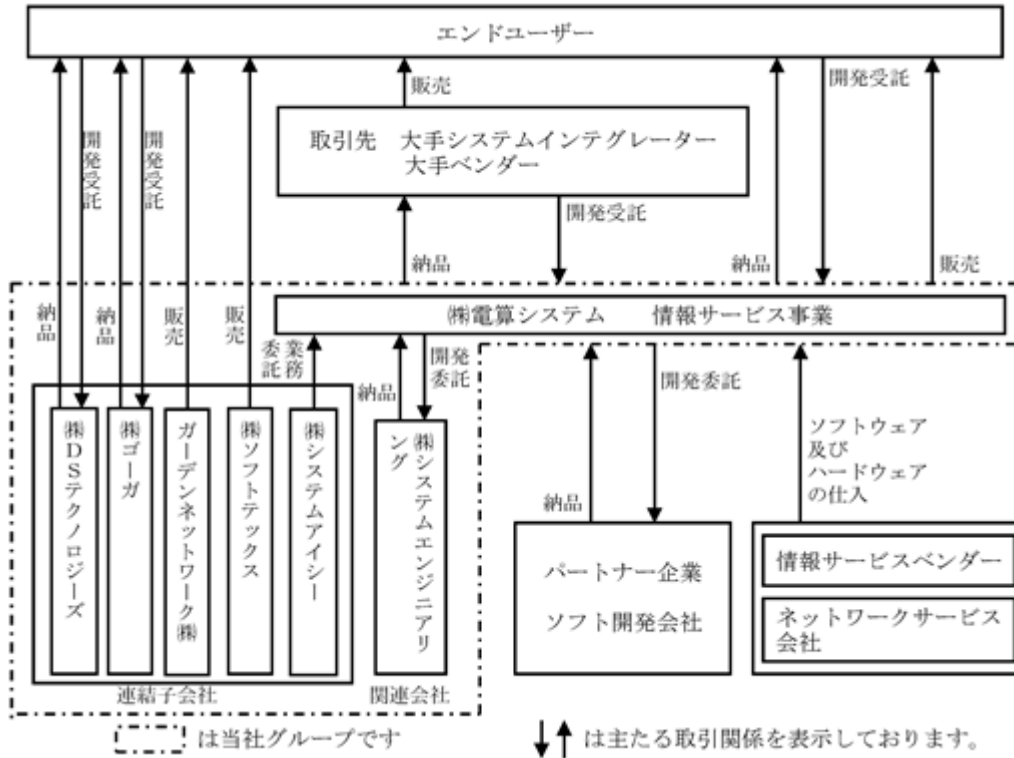 エンドユーザー
販売
開発受託
開発受託
開発受託
取引先 大手システムインテグレーター
大手ベンダー
開発受託
納品
納品
販売
納品
納品
販売
販売
㈱電算システム 情報サービス事業
業務
委託
納品
開発
委託
納品
開発委託
ソフトウェア
及び
ハードウェア
の仕入
㈱DSテクノロジーズ
㈱ゴーガ
ガーデンネットワーク㈱
㈱ソフトテックス
㈱システムアイシー
㈱システムエンジニアリ
ング
パートナー企業
ソフト開発会社
情報サービスベンダー
ネットワークサービス
会社
連結子会社
関連会社
は当社グループです
は主たる取引関係を表示しております。